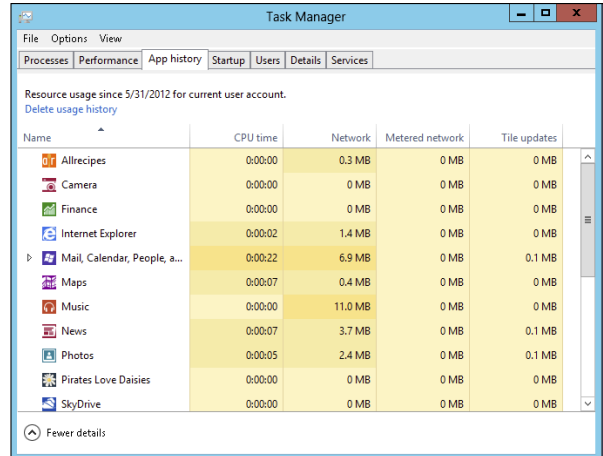 Task Manager
File Options View
Processes Performance App history Startup Users Details Services
Resource usage since 5/31/2012 for current user account.
Delete usage history
Name CPU time Network Metered network Tile updates
Allrecipes 0:00:00 0.3 MB 0 MB 0 MB
Camera 0:00:00 0 MB 0 MB 0 MB
Finance 0:00:00 0 MB 0 MB 0 MB
Internet Explorer 0:00:02 1.4 MB 0 MB 0 MB
Mail, Calendar, People, a... 0:00:22 6.9 MB 0 MB 0.1 MB
Maps 0:00:07 0.4 MB 0 MB 0 MB
Music 0:00:00 11.0 MB 0 MB 0 MB
News 0:00:07 3.7 MB 0 MB 0.1 MB
Photos 0:00:05 2.4 MB 0 MB 0.1 MB
Pirates Love Daisies 0:00:00 0 MB 0 MB 0 MB
SkyDrive 0:00:00 0 MB 0 MB 0 MB
Fewer details